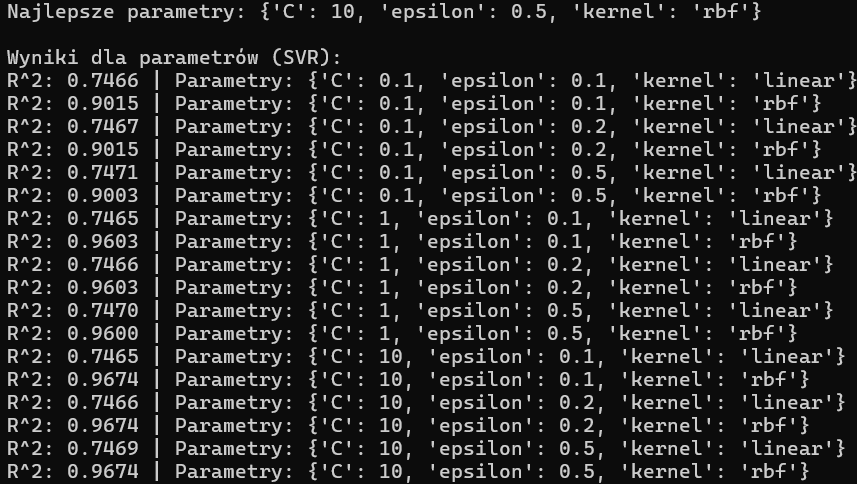 Najlepsze parametry: {'C': 10, 'epsilon': 0.5, 'kernel': 'rbf'}
Wyniki dla parametrów (SVR):
R^2: 0.7466 | Parametry: {'C': 0.1, 'epsilon': 0.1, 'kernel': 'linear'}
R^2: 0.9015 | Parametry: {'C': 0.1, 'epsilon': 0.1, 'kernel': 'rbf'}
R^2: 0.7467 | Parametry: {'C': 0.1, 'epsilon': 0.2, 'kernel': 'linear'}
R^2: 0.9015 | Parametry: {'C': 0.1, 'epsilon': 0.2, 'kernel': 'rbf'}
R^2: 0.7471 | Parametry: {'C': 0.1, 'epsilon': 0.5, 'kernel': 'linear'}
R^2: 0.9003 | Parametry: {'C': 0.1, 'epsilon': 0.5, 'kernel': 'rbf'}
R^2: 0.7465 | Parametry: {'C': 1, 'epsilon': 0.1, 'kernel': 'linear'}
R^2: 0.9603 | Parametry: {'C': 1, 'epsilon': 0.1, 'kernel': 'rbf'}
R^2: 0.7466 | Parametry: {'C': 1, 'epsilon': 0.2, 'kernel': 'linear'}
R^2: 0.9603 | Parametry: {'C': 1, 'epsilon': 0.2, 'kernel': 'rbf'}
R^2: 0.7470 | Parametry: {'C': 1, 'epsilon': 0.5, 'kernel': 'linear'}
R^2: 0.9600 | Parametry: {'C': 1, 'epsilon': 0.5, 'kernel': 'rbf'}
R^2: 0.7465 | Parametry: {'C': 10, 'epsilon': 0.1, 'kernel': 'linear'}
R^2: 0.9674 | Parametry: {'C': 10, 'epsilon': 0.1, 'kernel': 'rbf'}
R^2: 0.7466 | Parametry: {'C': 10, 'epsilon': 0.2, 'kernel': 'linear'}
R^2: 0.9674 | Parametry: {'C': 10, 'epsilon': 0.2, 'kernel': 'rbf'}
R^2: 0.7469 | Parametry: {'C': 10, 'epsilon': 0.5, 'kernel': 'linear'}
R^2: 0.9674 | Parametry: {'C': 10, 'epsilon': 0.5, 'kernel': 'rbf'}